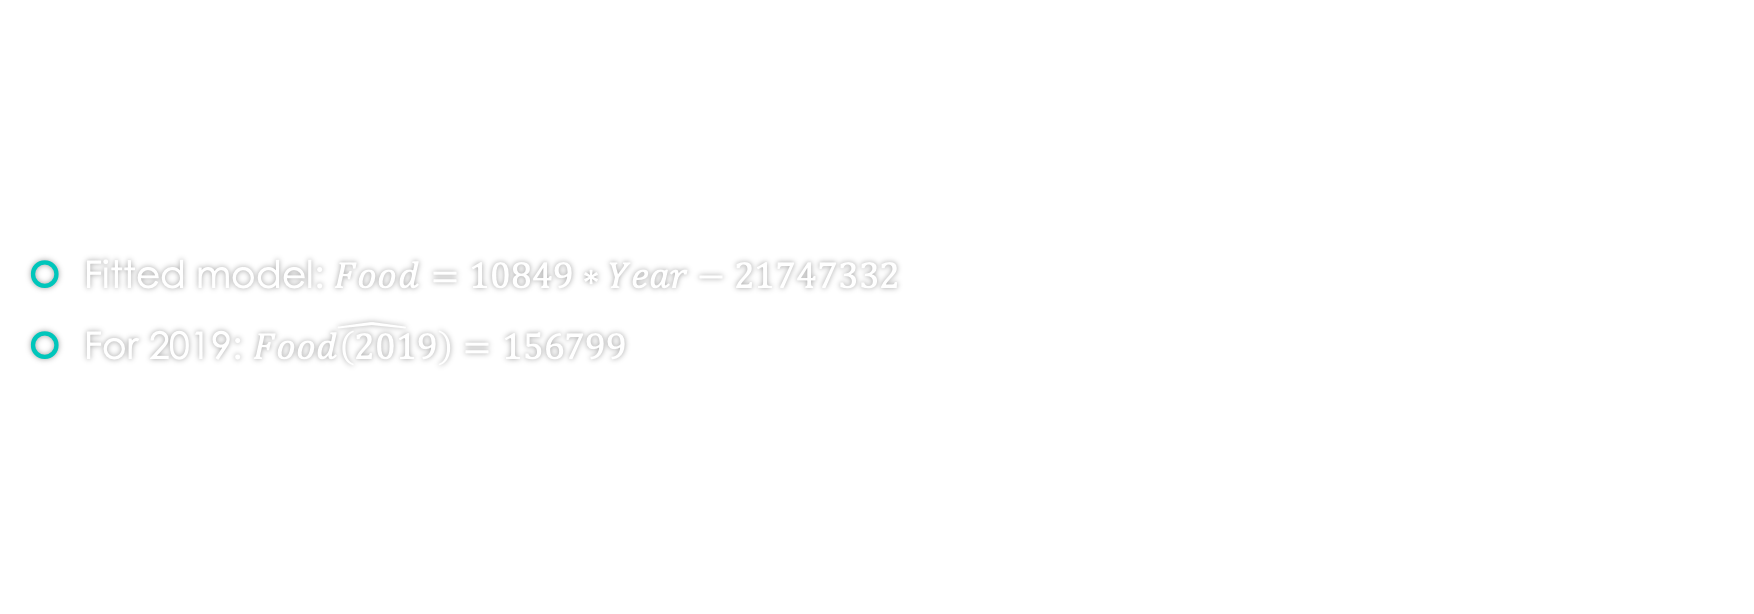 Fitted model: Food = 10849 ∗ Year − 21747332
For 2019: Food(2019)̂ = 156799